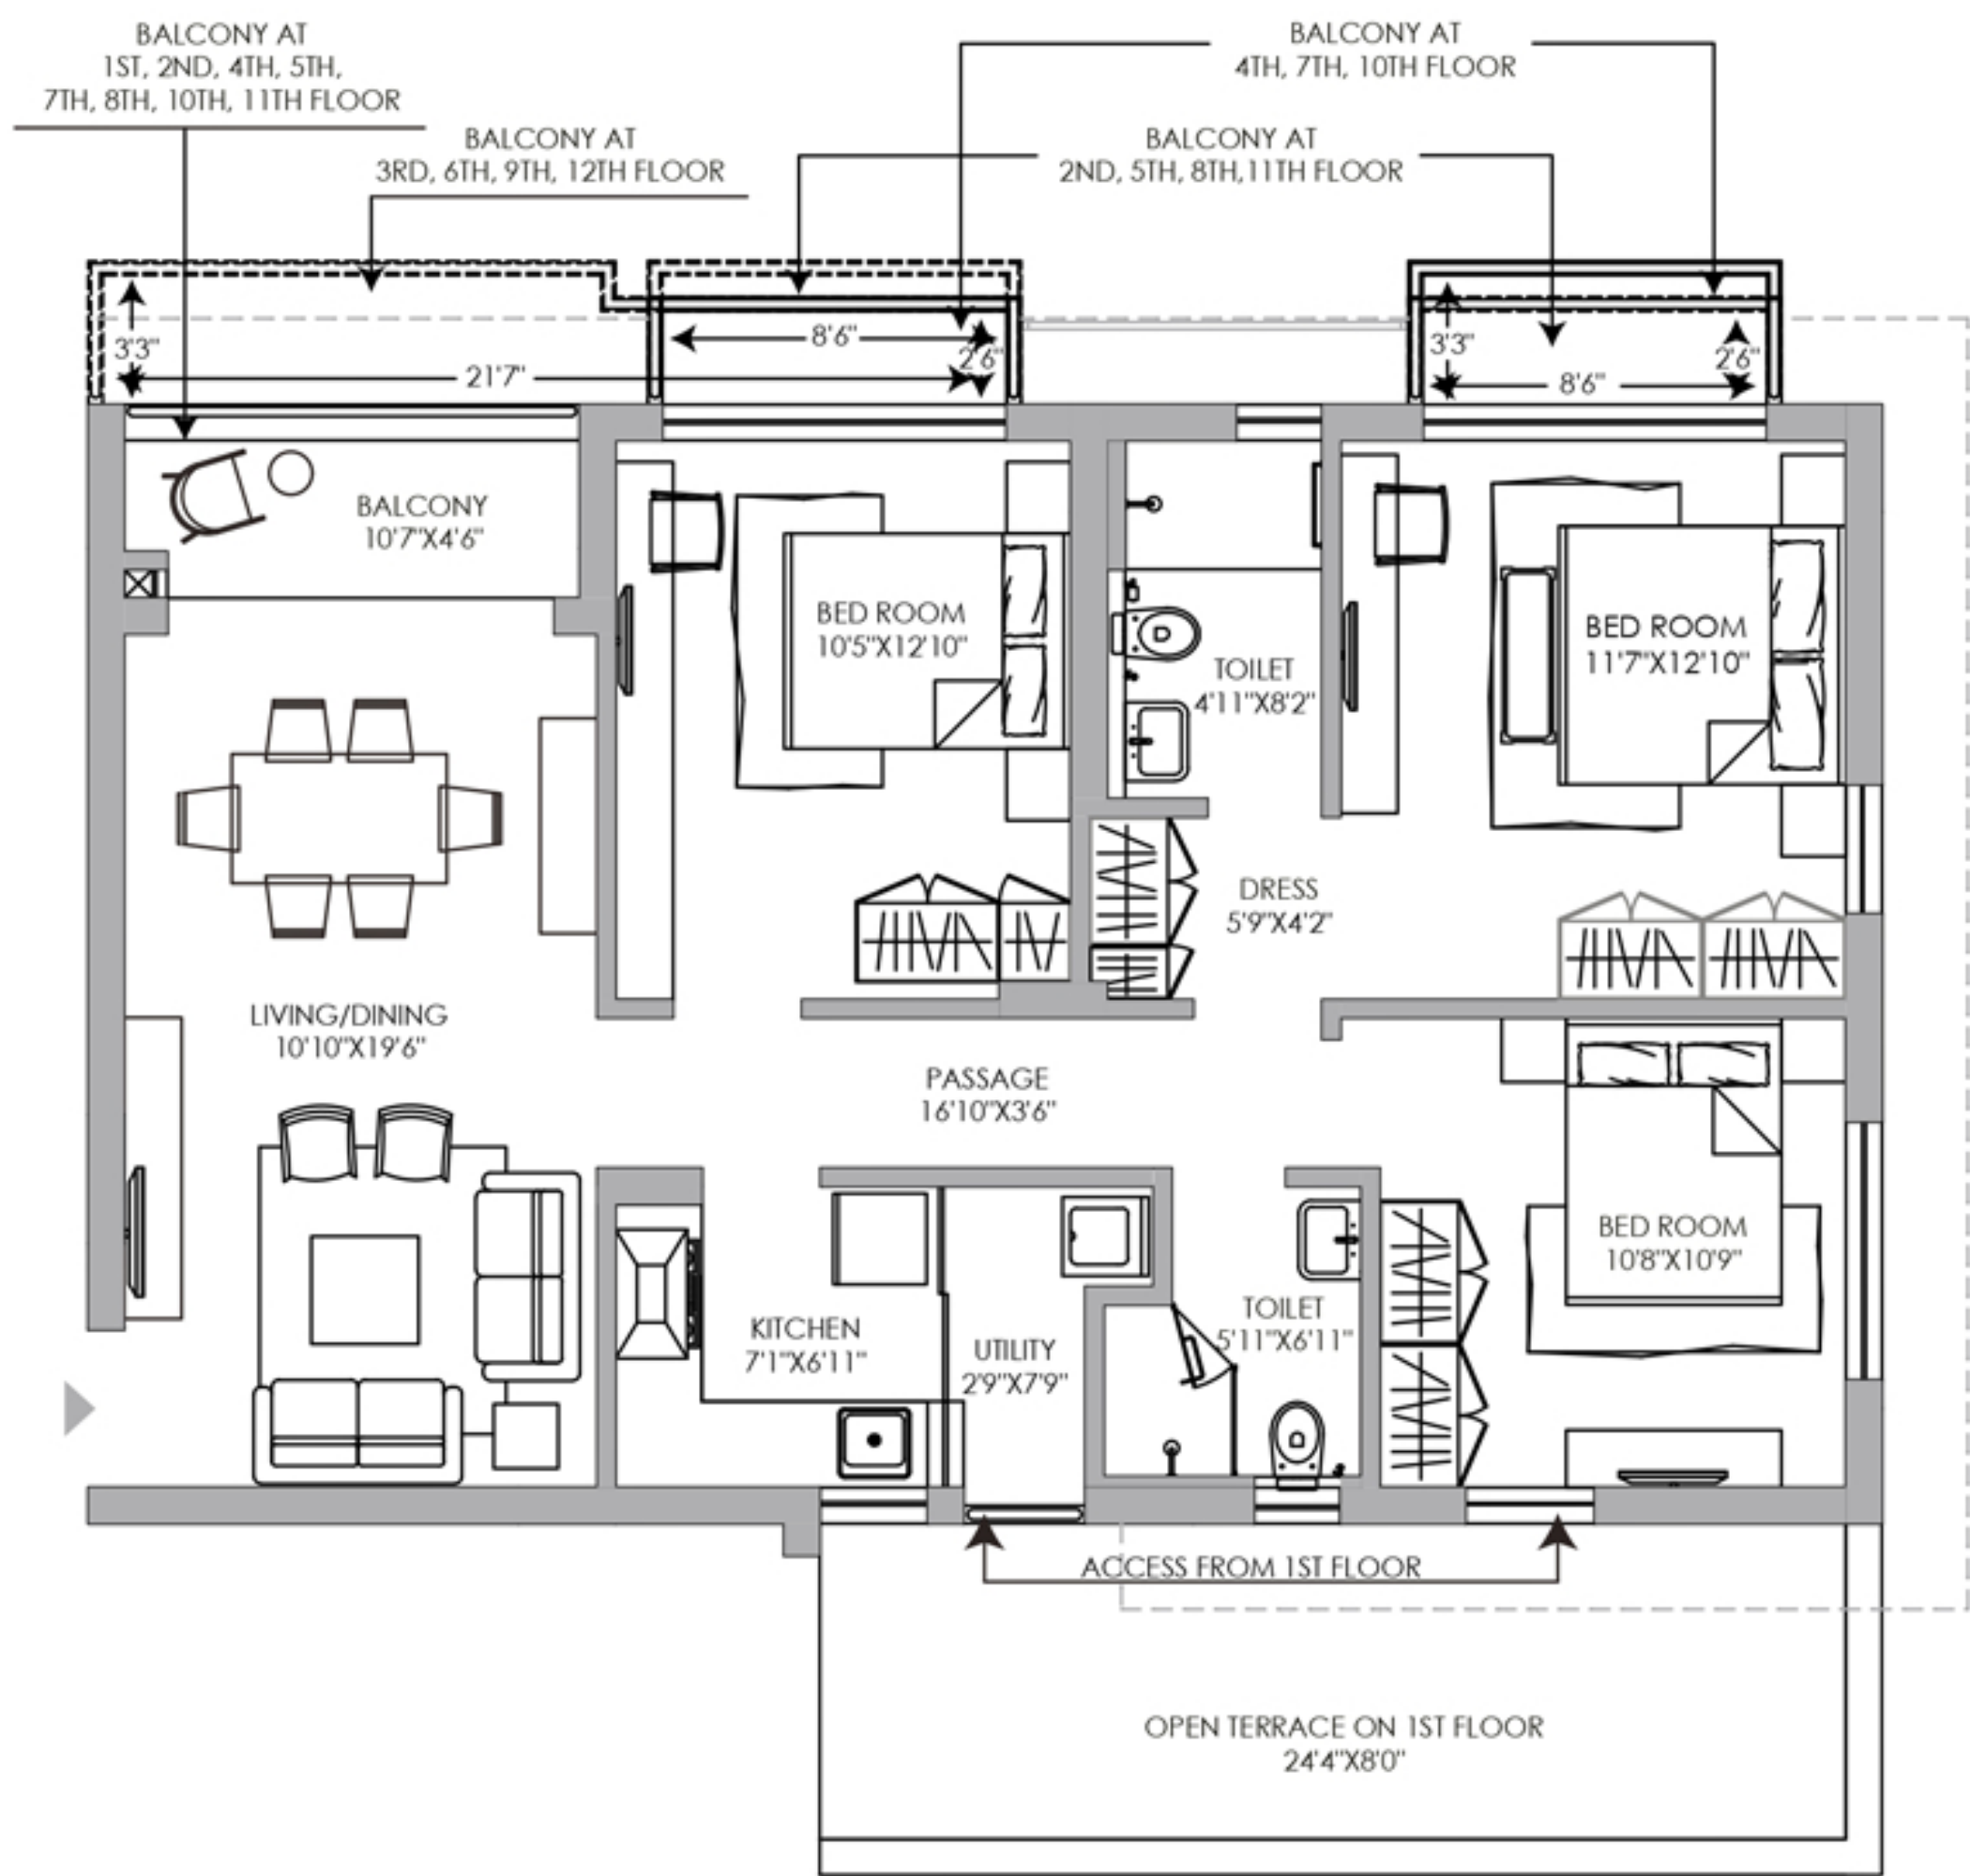 BALCONY AT
1ST, 2ND, 4TH, 5TH,
7TH, 8TH, 10TH, 11TH FLOOR
BALCONY AT
3RD, 6TH, 9TH, 12TH FLOOR
BALCONY AT
4TH, 7TH, 10TH FLOOR
BALCONY AT
2ND, 5TH, 8TH,11TH FLOOR
3'3"
21'7"
8'6"
2'6"
3'3"
8'6"
2'6"
BALCONY
10'7"X4'6"
BED ROOM
10'5"X12'10"
TOILET
4'11"X8'2"
BED ROOM
11'7"X12'10"
DRESS
5'9"X4'2"
LIVING/DINING
10'10"X19'6"
PASSAGE
16'10"X3'6"
KITCHEN
7'1"X6'11"
UTILITY
2'9"X7'9"
TOILET
5'11"X6'11"
BED ROOM
10'8"X10'9"
ACCESS FROM 1ST FLOOR
OPEN TERRACE ON 1ST FLOOR
24'4"X8'0"